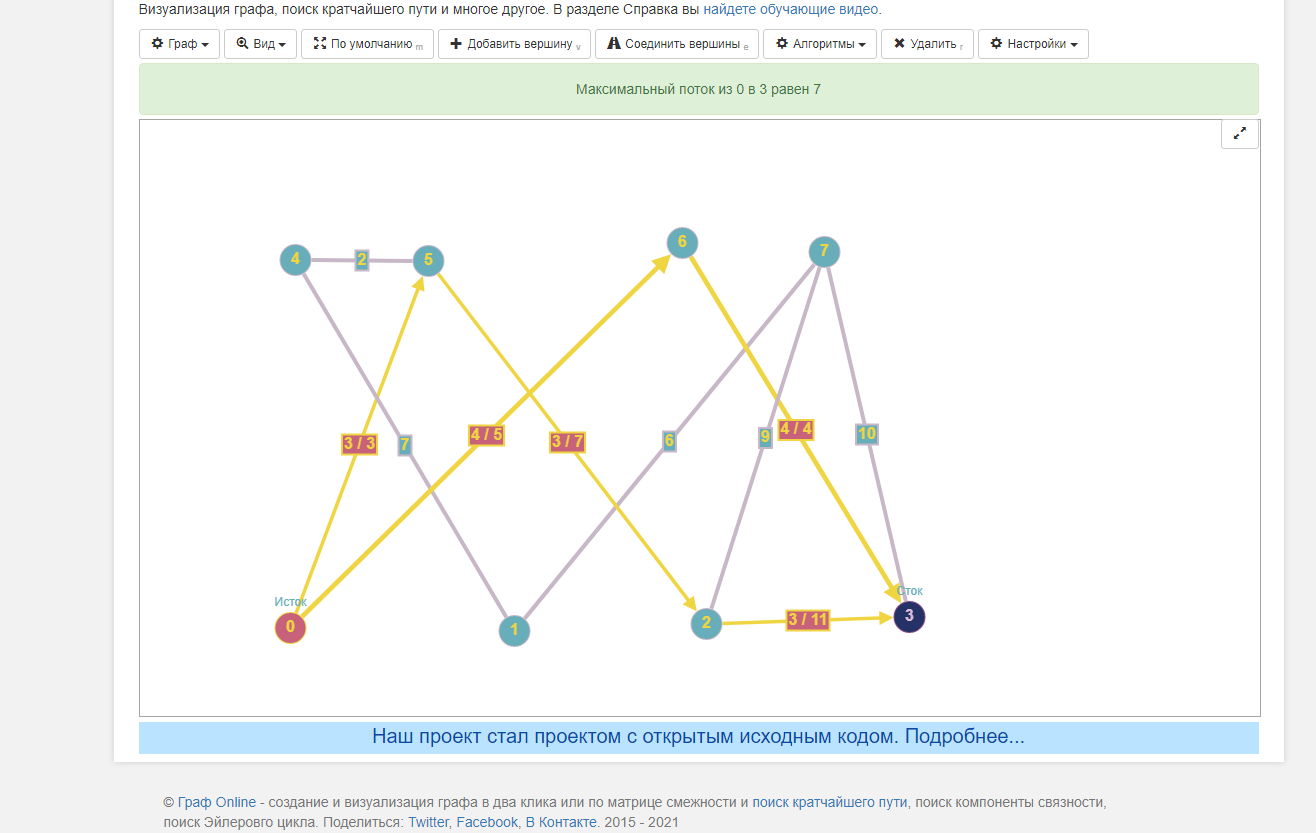 Визуализация графа, поиск кратчайшего пути и многое другое. В разделе Справка вы найдете обучающие видео.
Граф Вид По умолчанию m Добавить вершину v Соединить вершины e Алгоритмы Удалить r Настройки
Максимальный поток из 0 в 3 равен 7
6
7
4 2 5
4 / 4
10
4 / 5
9
6
3 / 7
3 / 3 7
Сток
Исток
3
3 / 11
2
0
1
Наш проект стал проектом с открытым исходным кодом. Подробнее...
© Граф Online - создание и визуализация графа в два клика или по матрице смежности и поиск кратчайшего пути, поиск компоненты связности,
поиск Эйлерового цикла. Поделиться: Twitter, Facebook, В Контакте. 2015 - 2021